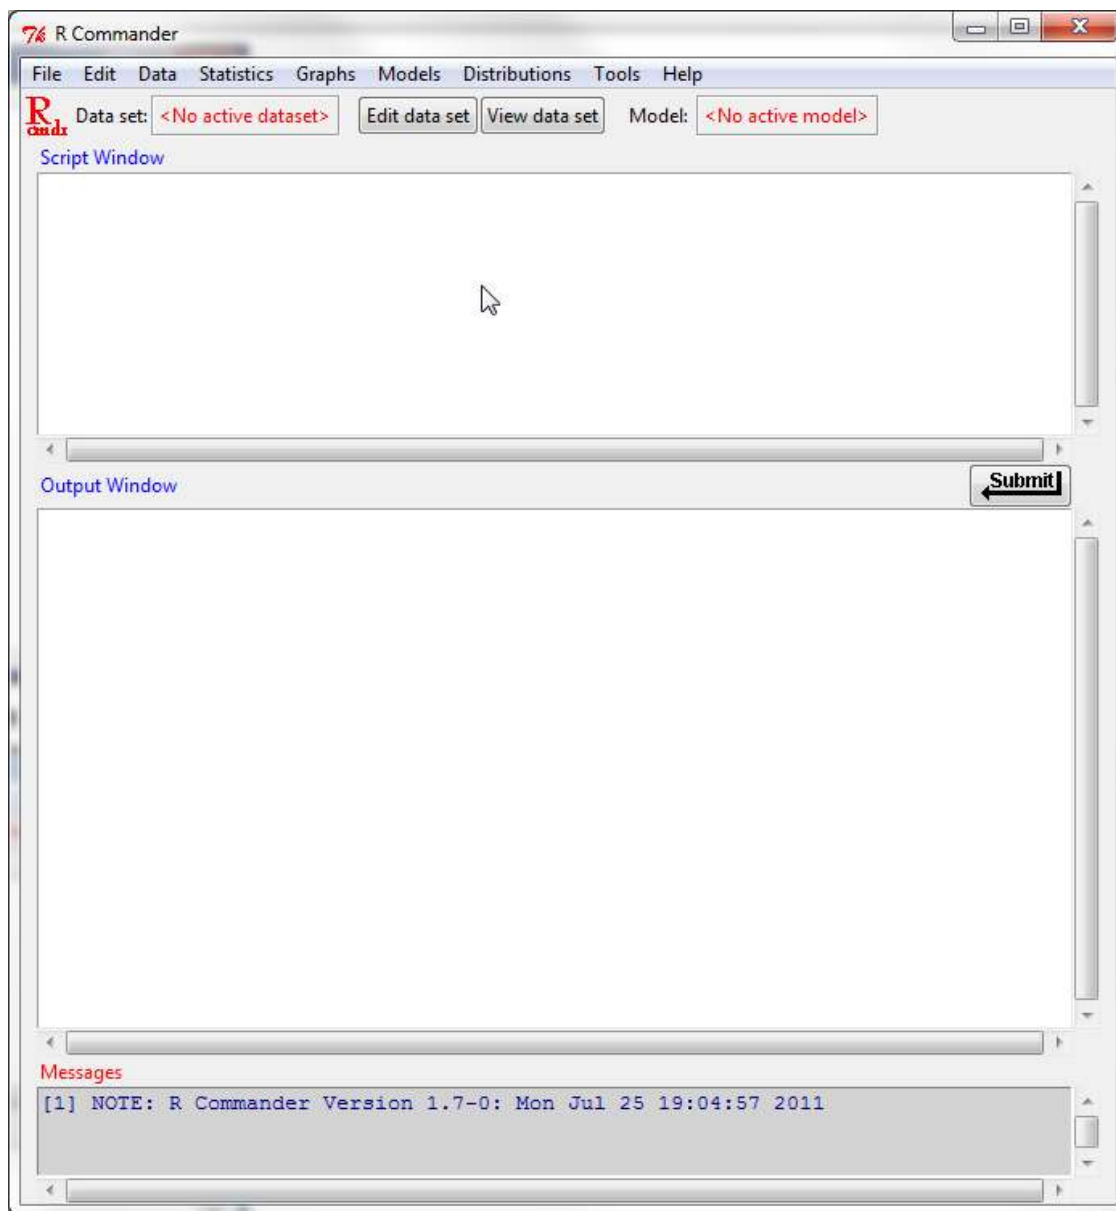 R Commander
File Edit Data Statistics Graphs Models Distributions Tools Help
R cmdr Data set: <No active dataset> Edit data set View data set Model: <No active model>
Script Window
Output Window Submit
Messages
[1] NOTE: R Commander Version 1.7-0: Mon Jul 25 19:04:57 2011